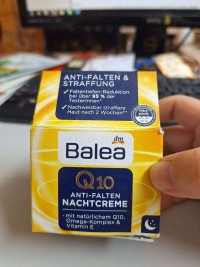 ANTI-FALTEN &
STRAFFUNG
✓ Faltentiefen-Reduktion
bei über 95 % der
Testerinnen*
✓ Nachweisbar straffere
Haut nach 2 Wochen*
dm
Balea
Q10
ANTI-FALTEN
NACHTCREME
- mit natürlichem Q10,
Omega-Komplex &
Vitamin E